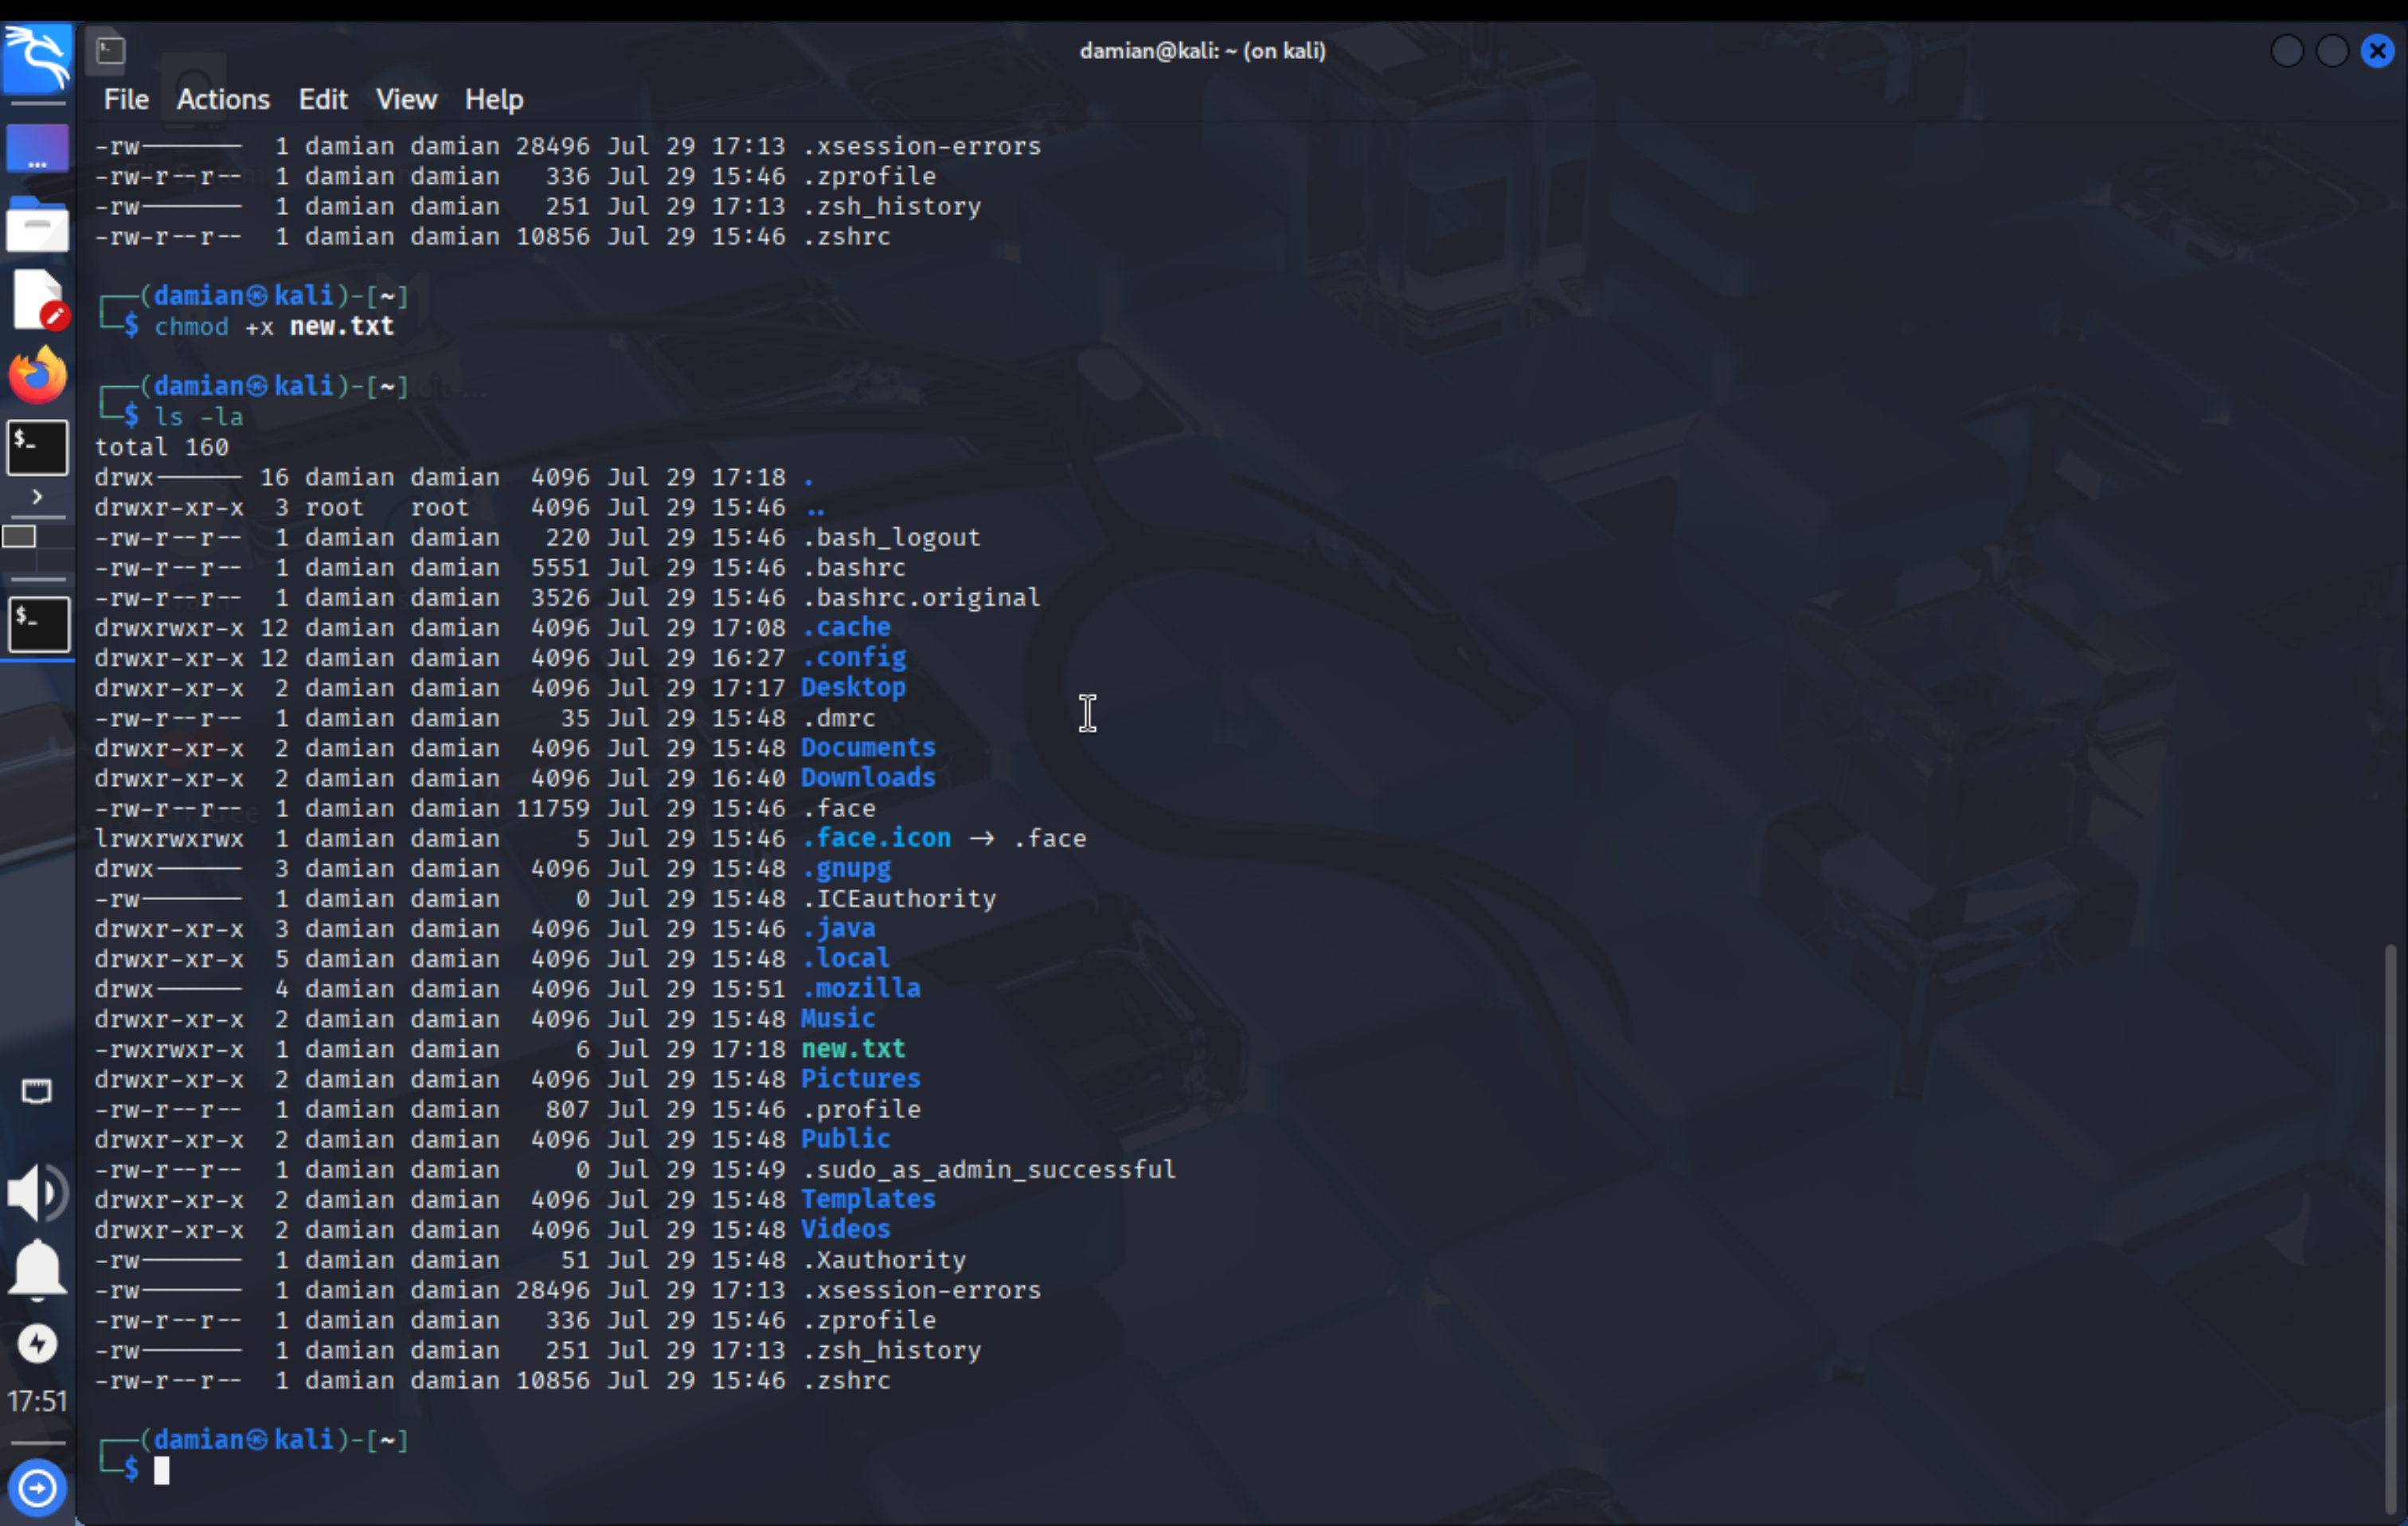 damian@kali: ~ (on kali)
File Actions Edit View Help
-rw------- 1 damian damian 28496 Jul 29 17:13 .xsession-errors
-rw-r--r-- 1 damian damian 336 Jul 29 15:46 .zprofile
-rw------- 1 damian damian 251 Jul 29 17:13 .zsh_history
-rw-r--r-- 1 damian damian 10856 Jul 29 15:46 .zshrc
┌──(damian㉿kali)-[~]
└─$ chmod +x new.txt
┌──(damian㉿kali)-[~]
└─$ ls -la
total 160
drwx------ 16 damian damian 4096 Jul 29 17:18 .
drwxr-xr-x 3 root root 4096 Jul 29 15:46 ..
-rw-r--r-- 1 damian damian 220 Jul 29 15:46 .bash_logout
-rw-r--r-- 1 damian damian 5551 Jul 29 15:46 .bashrc
-rw-r--r-- 1 damian damian 3526 Jul 29 15:46 .bashrc.original
drwxrwxr-x 12 damian damian 4096 Jul 29 17:08 .cache
drwxr-xr-x 12 damian damian 4096 Jul 29 16:27 .config
drwxr-xr-x 2 damian damian 4096 Jul 29 17:17 Desktop
-rw-r--r-- 1 damian damian 35 Jul 29 15:48 .dmrc
drwxr-xr-x 2 damian damian 4096 Jul 29 15:48 Documents
drwxr-xr-x 2 damian damian 4096 Jul 29 16:40 Downloads
-rw-r--r-- 1 damian damian 11759 Jul 29 15:46 .face
lrwxrwxrwx 1 damian damian 5 Jul 29 15:46 .face.icon → .face
drwx------ 3 damian damian 4096 Jul 29 15:48 .gnupg
-rw------- 1 damian damian 0 Jul 29 15:48 .ICEauthority
drwxr-xr-x 3 damian damian 4096 Jul 29 15:46 .java
drwxr-xr-x 5 damian damian 4096 Jul 29 15:48 .local
drwx------ 4 damian damian 4096 Jul 29 15:51 .mozilla
drwxr-xr-x 2 damian damian 4096 Jul 29 15:48 Music
-rwxrwxr-x 1 damian damian 6 Jul 29 17:18 new.txt
drwxr-xr-x 2 damian damian 4096 Jul 29 15:48 Pictures
-rw-r--r-- 1 damian damian 807 Jul 29 15:46 .profile
drwxr-xr-x 2 damian damian 4096 Jul 29 15:48 Public
-rw-r--r-- 1 damian damian 0 Jul 29 15:49 .sudo_as_admin_successful
drwxr-xr-x 2 damian damian 4096 Jul 29 15:48 Templates
drwxr-xr-x 2 damian damian 4096 Jul 29 15:48 Videos
-rw------- 1 damian damian 51 Jul 29 15:48 .Xauthority
-rw------- 1 damian damian 28496 Jul 29 17:13 .xsession-errors
-rw-r--r-- 1 damian damian 336 Jul 29 15:46 .zprofile
-rw------- 1 damian damian 251 Jul 29 17:13 .zsh_history
-rw-r--r-- 1 damian damian 10856 Jul 29 15:46 .zshrc
┌──(damian㉿kali)-[~]
└─$
17:51